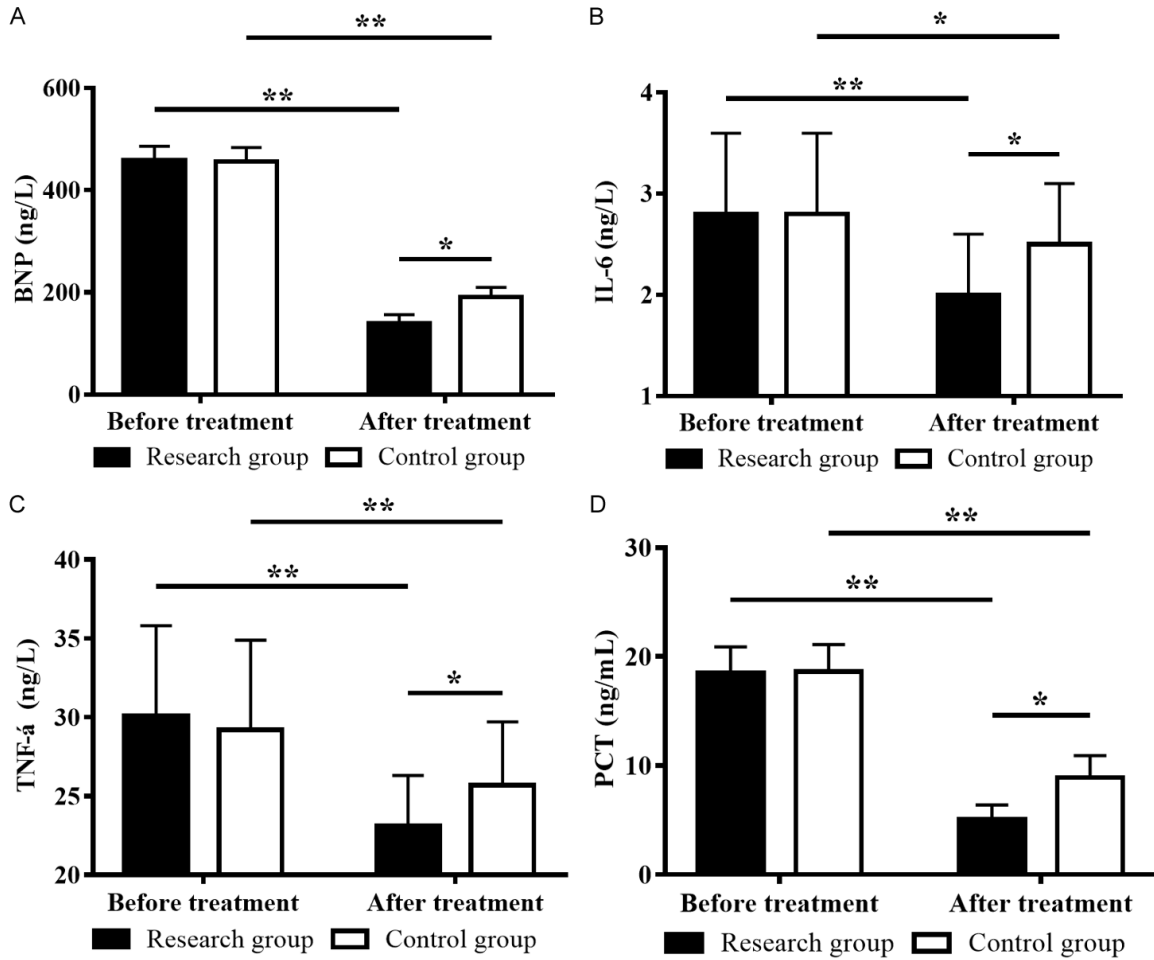 A
**
600
**
400
*
200
0
BNP (ng/L)
Before treatment After treatment
Research group Control group
B
*
**
4
*
3
2
1
IL-6 (ng/L)
Before treatment After treatment
Research group Control group
C
**
40
**
35
*
30
25
20
TNF-á (ng/L)
Before treatment After treatment
Research group Control group
D
**
30
**
20
*
10
0
PCT (ng/mL)
Before treatment After treatment
Research group Control group